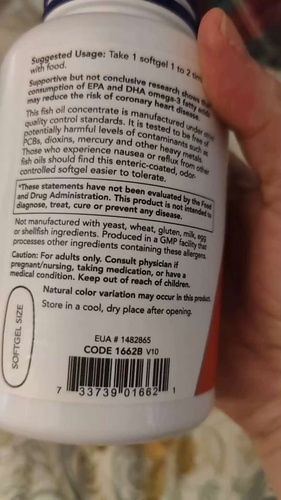 Suggested Usage: Take 1 softgel 1 to 2 tim
with food.
Supportive but not conclusive research shows tha
consumption of EPA and DHA omega-3 fatty acids
may reduce the risk of coronary heart disease.
This fish oil concentrate is manufactured under
quality control standards. It is tested to be free of
potentially harmful levels of contaminants such as
PCBs, dioxins, mercury and other heavy metals.
Those who experience nausea or reflux from other
fish oils should find this enteric-coated, odor-
controlled softgel easier to tolerate.
*These statements have not been evaluated by the Food
and Drug Administration. This product is not intended to
diagnose, treat, cure or prevent any disease.
Not manufactured with yeast, wheat, gluten, milk, egg
or shellfish ingredients. Produced in a GMP facility that
processes other ingredients containing these allergens.
Caution: For adults only. Consult physician if
pregnant/nursing, taking medication, or have a
medical condition. Keep out of reach of children.
Natural color variation may occur in this product.
Store in a cool, dry place after opening.
SOFTGEL SIZE
EUA # 1482865
CODE 1662B V10
7 33739 01662 1